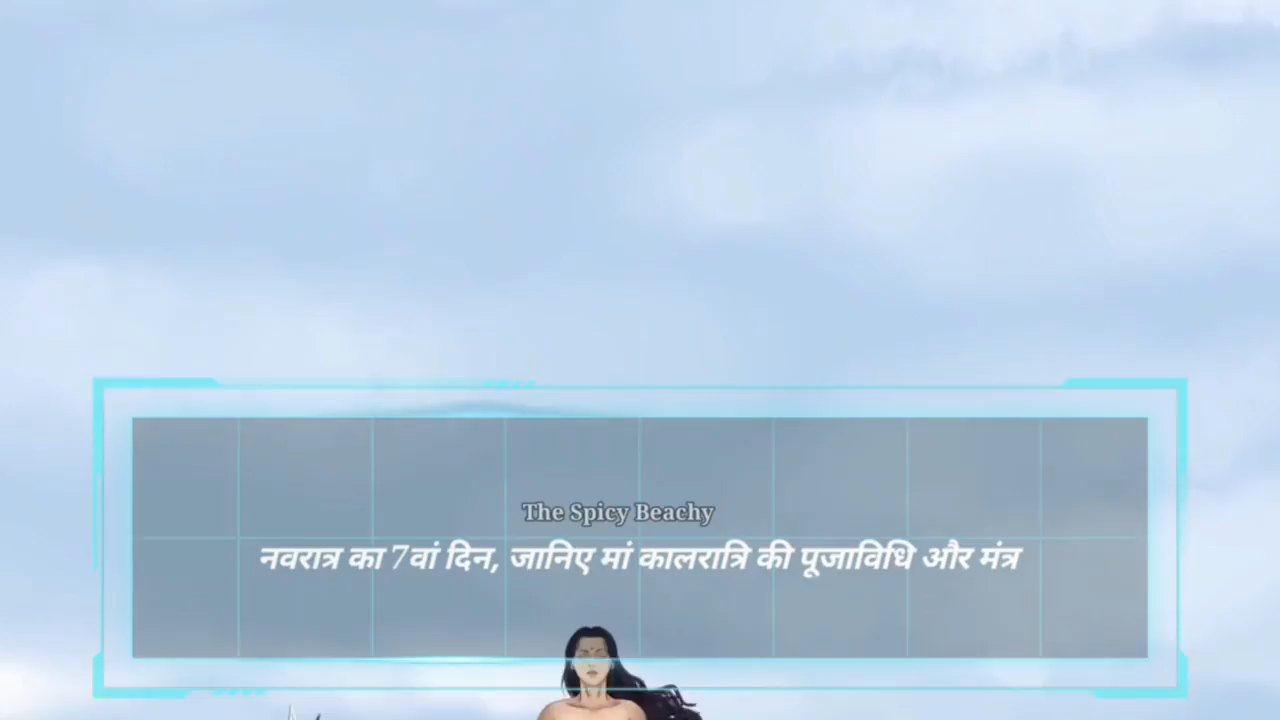 The Spicy Beachy
नवरात्र का 7वां दिन, जानिए मां कालरात्रि की पूजाविधि और मंत्र